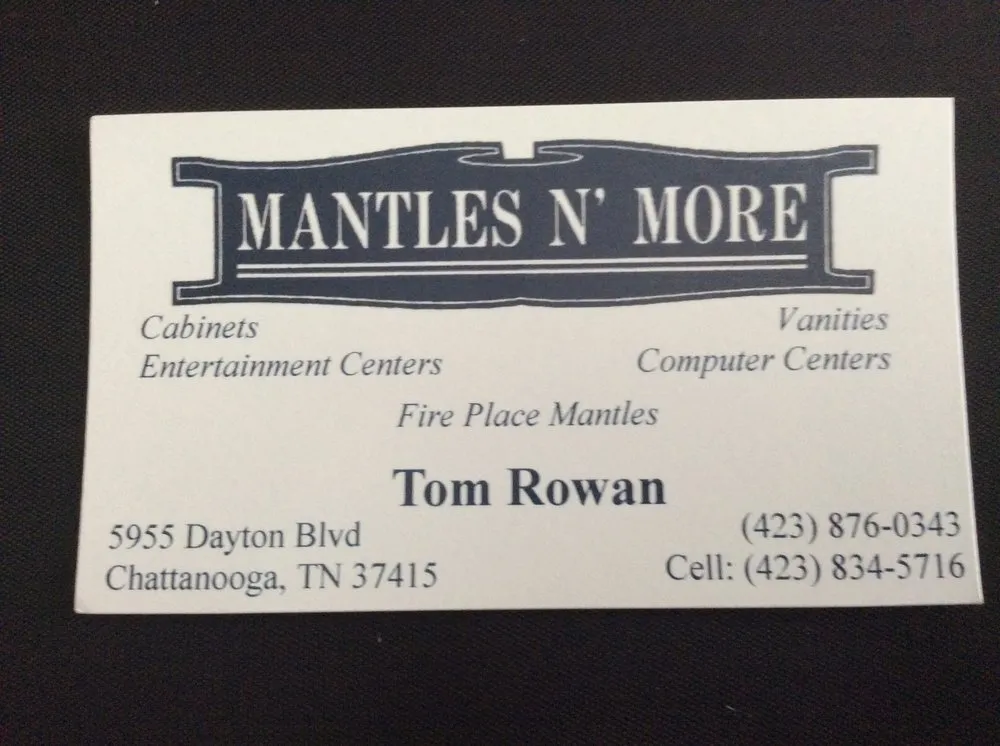 MANTLES N' MORE
Cabinets
Vanities
Entertainment Centers
Computer Centers
Fire Place Mantles
Tom Rowan
5955 Dayton Blvd
(423) 876-0343
Chattanooga, TN 37415
Cell: (423) 834-5716